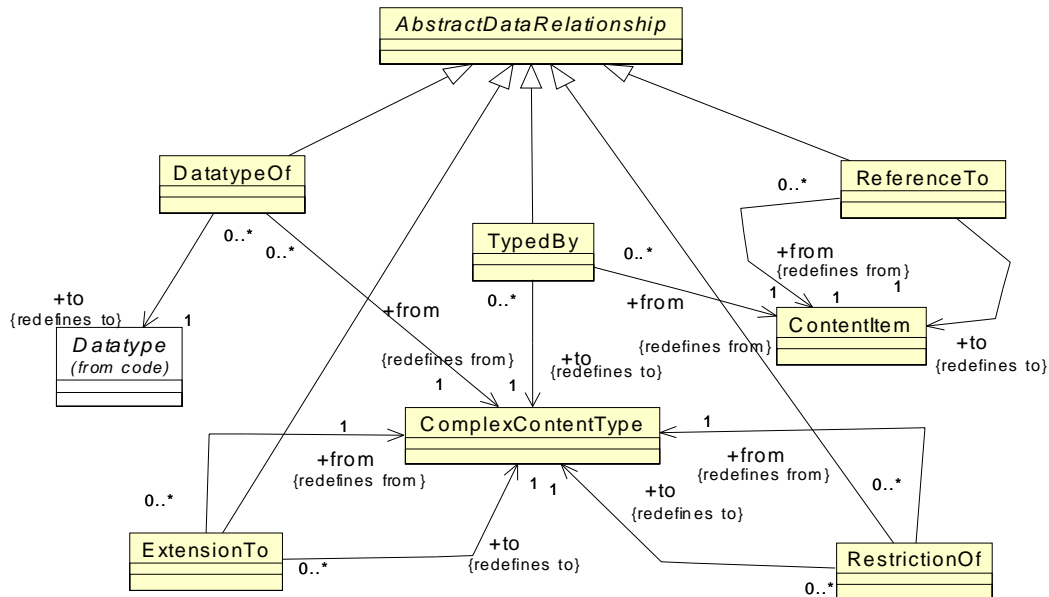 AbstractDataRelationship
DatatypeOf
ReferenceTo
0..*
TypedBy
0..*
0..*
0..*
0..*
+from
{redefines from}
+to
{redefines to}
1
+from
+from
1
1
1
ContentItem
Datatype
(from code)
{redefines from}
1
0..*
+to
{redefines to}
1
{redefines from}
+to
{redefines to}
ComplexContentType
1
1
+from
{redefines from}
+from
{redefines from}
0..*
1
1
+to
{redefines to}
0..*
ExtensionTo
+to
{redefines to}
0..*
RestrictionOf
0..*